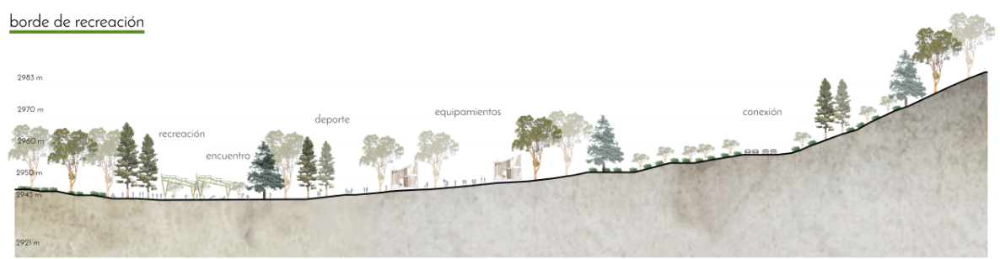 borde de recreación
2983 m
2970 m
deporte
equipamientos
conexión
recreación
2960 m
encuentro
2950 m
2945 m
2921 m